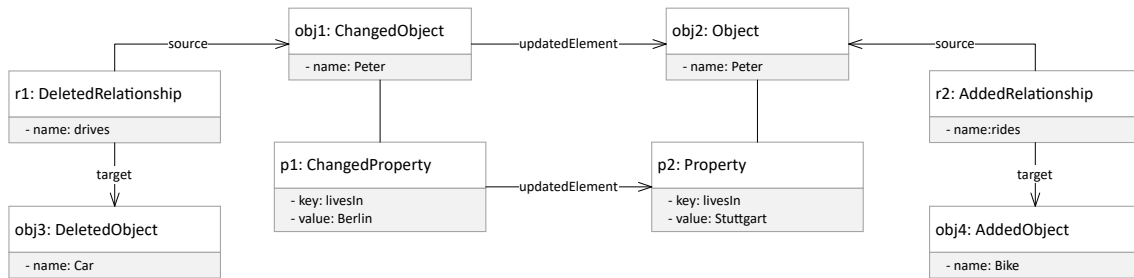 obj1: ChangedObject
- name: Peter
updatedElement
obj2: Object
- name: Peter
source
source
r1: DeletedRelationship
- name: drives
r2: AddedRelationship
- name:rides
target
target
p1: ChangedProperty
- key: livesIn
- value: Berlin
updatedElement
p2: Property
- key: livesIn
- value: Stuttgart
obj3: DeletedObject
- name: Car
obj4: AddedObject
- name: Bike